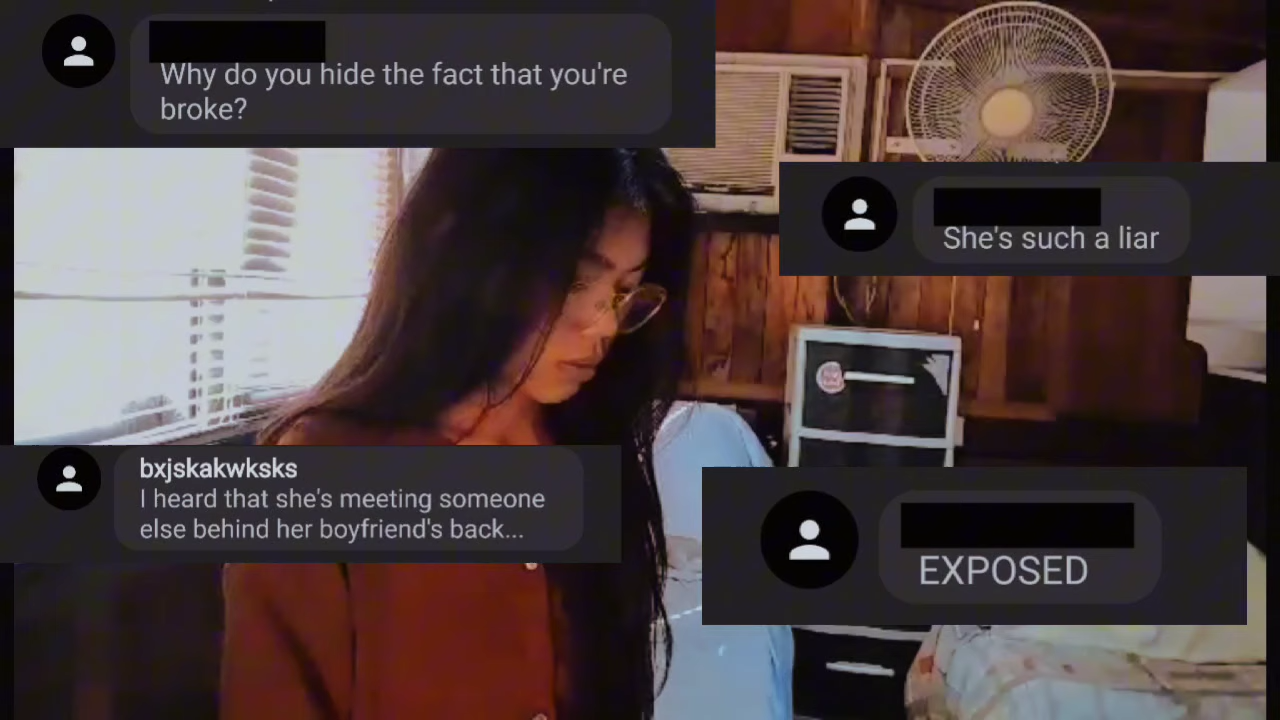 Why do you hide the fact that you're
broke?
She's such a liar
bxjskakwksks
I heard that she's meeting someone
else behind her boyfriend's back...
EXPOSED